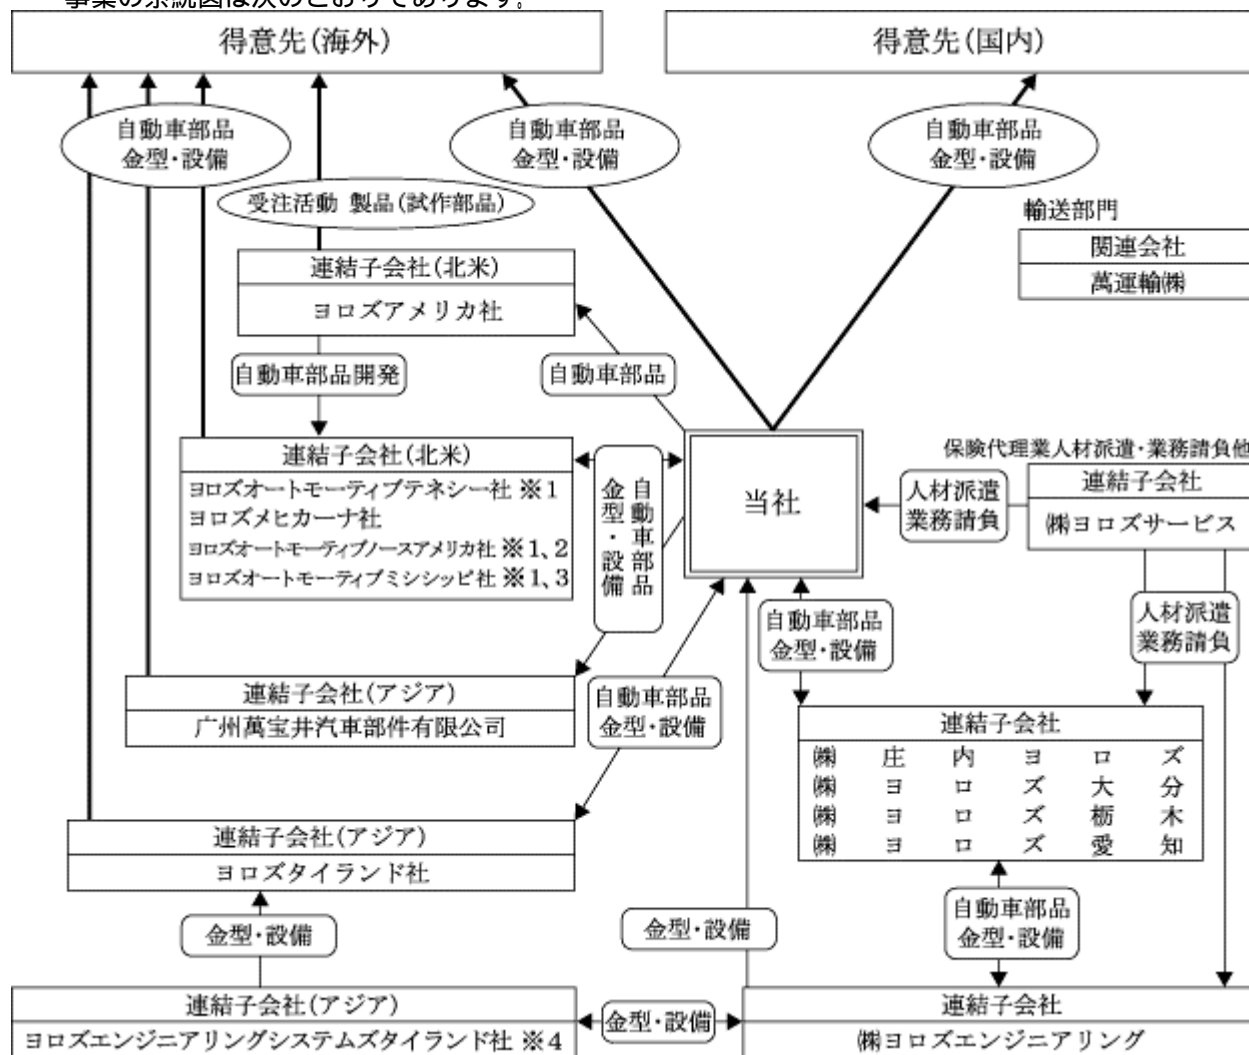 事業の系統図は次のとおりであります。
得意先(海外)
得意先(国内)
自動車部品
金型・設備
自動車部品
金型・設備
自動車部品
金型・設備
受注活動 製品(試作部品)
輸送部門
関連会社
萬運輸㈱
連結子会社(北米)
ヨロズアメリカ社
自動車部品開発
自動車部品
連結子会社(北米)
ヨロズオートモーティブテネシー社 ※1
ヨロズメヒカーナ社
ヨロズオートモーティブノースアメリカ社 ※1、2
ヨロズオートモーティブミシシッピ社 ※1、3
自動車部品
金型・設備
当社
保険代理業人材派遣・業務請負他
連結子会社
㈱ヨロズサービス
人材派遣
業務請負
人材派遣
業務請負
自動車部品
金型・設備
連結子会社(アジア)
广州萬宝井汽車部件有限公司
自動車部品
金型・設備
連結子会社
㈱庄内ヨロズ
㈱ヨロズ大分
㈱ヨロズ栃木
㈱ヨロズ愛知
連結子会社(アジア)
ヨロズタイランド社
金型・設備
金型・設備
自動車部品
金型・設備
連結子会社(アジア)
ヨロズエンジニアリングシステムズタイランド社 ※4
金型・設備
連結子会社
㈱ヨロズエンジニアリング